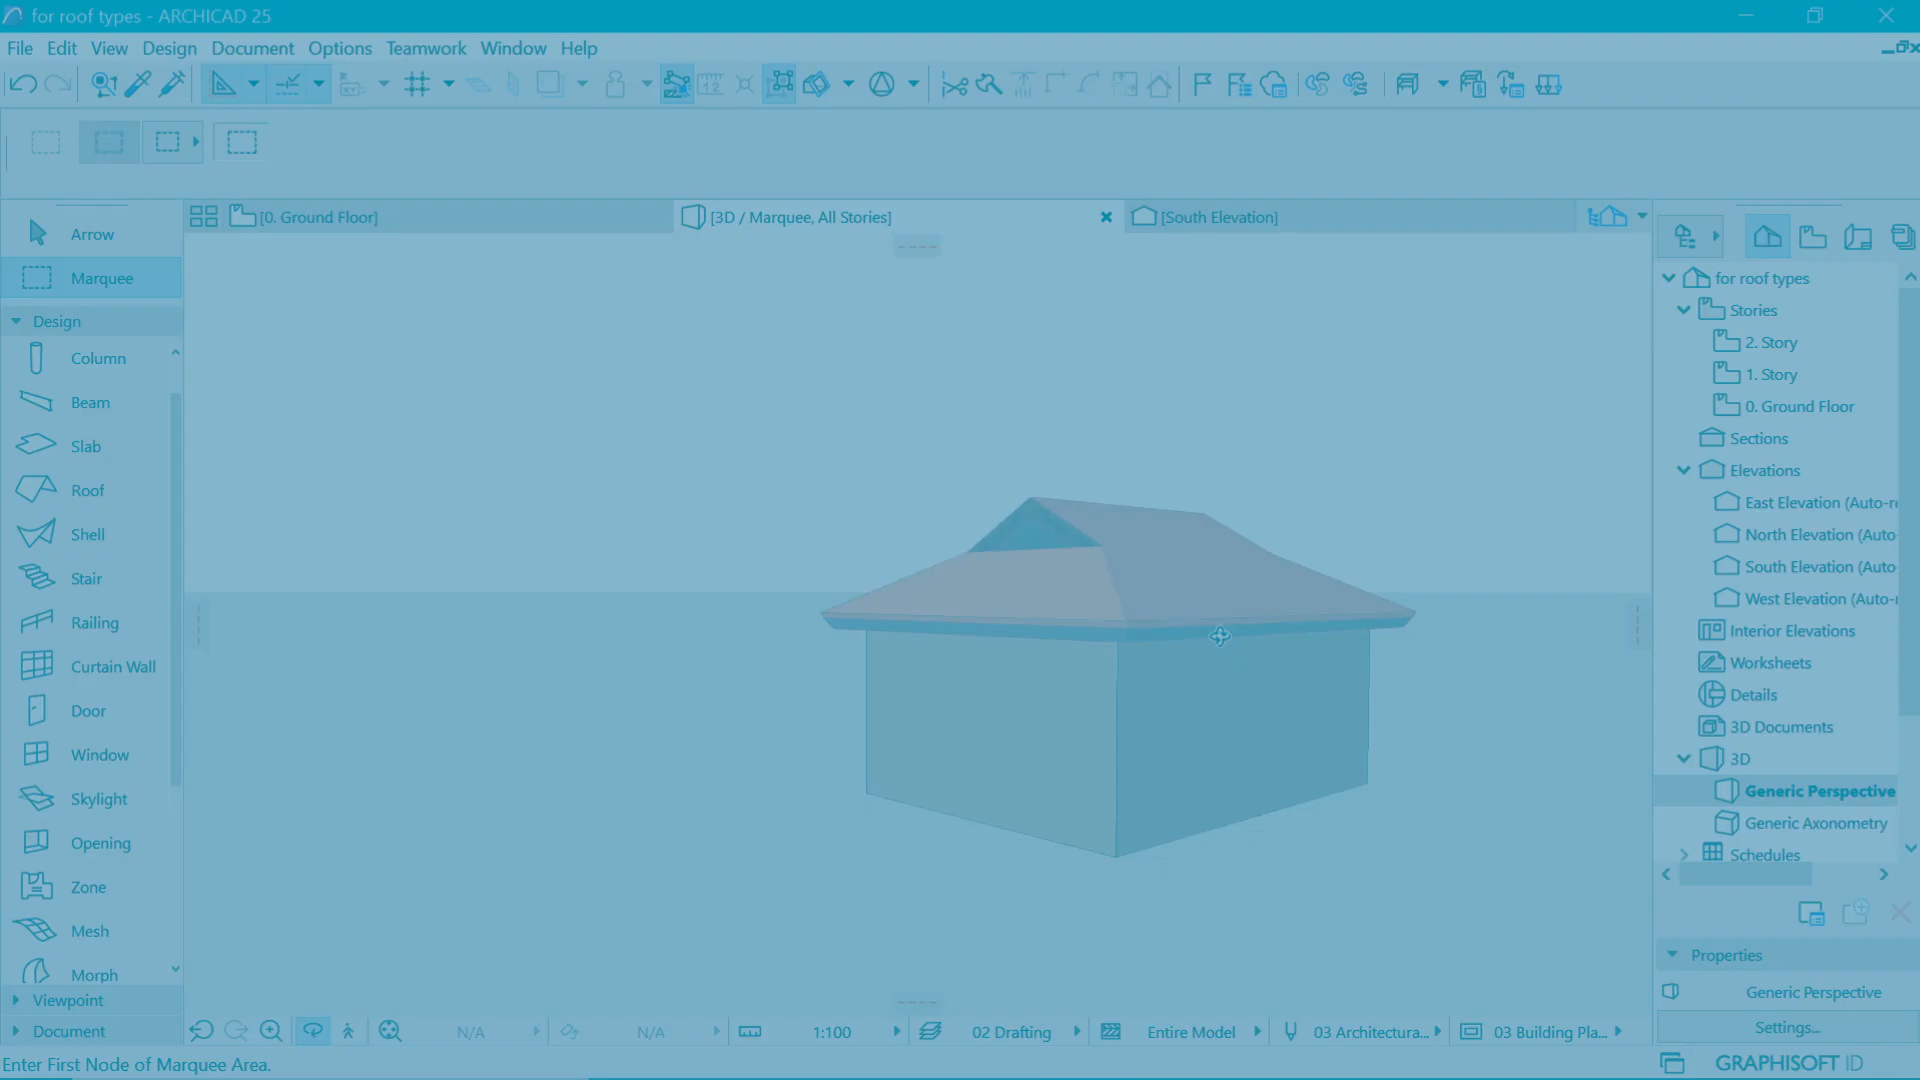 for roof types - ARCHICAD 25
File Edit View Design Document Options Teamwork Window Help
[0. Ground Floor]
[3D / Marquee, All Stories]
[South Elevation]
Arrow
Marquee
Design
Column
Beam
Slab
Roof
Shell
Stair
Railing
Curtain Wall
Door
Window
Skylight
Opening
Zone
Mesh
Morph
Viewpoint
Document
for roof types
Stories
2. Story
1. Story
0. Ground Floor
Sections
Elevations
East Elevation (Auto-re
North Elevation (Auto-
South Elevation (Auto-
West Elevation (Auto-r
Interior Elevations
Worksheets
Details
3D Documents
3D
Generic Perspective
Generic Axonometry
Schedules
Properties
Generic Perspective
Settings...
N/A
N/A
1:100
02 Drafting
Entire Model
03 Architectura...
03 Building Pla...
Enter First Node of Marquee Area.
GRAPHISOFT ID